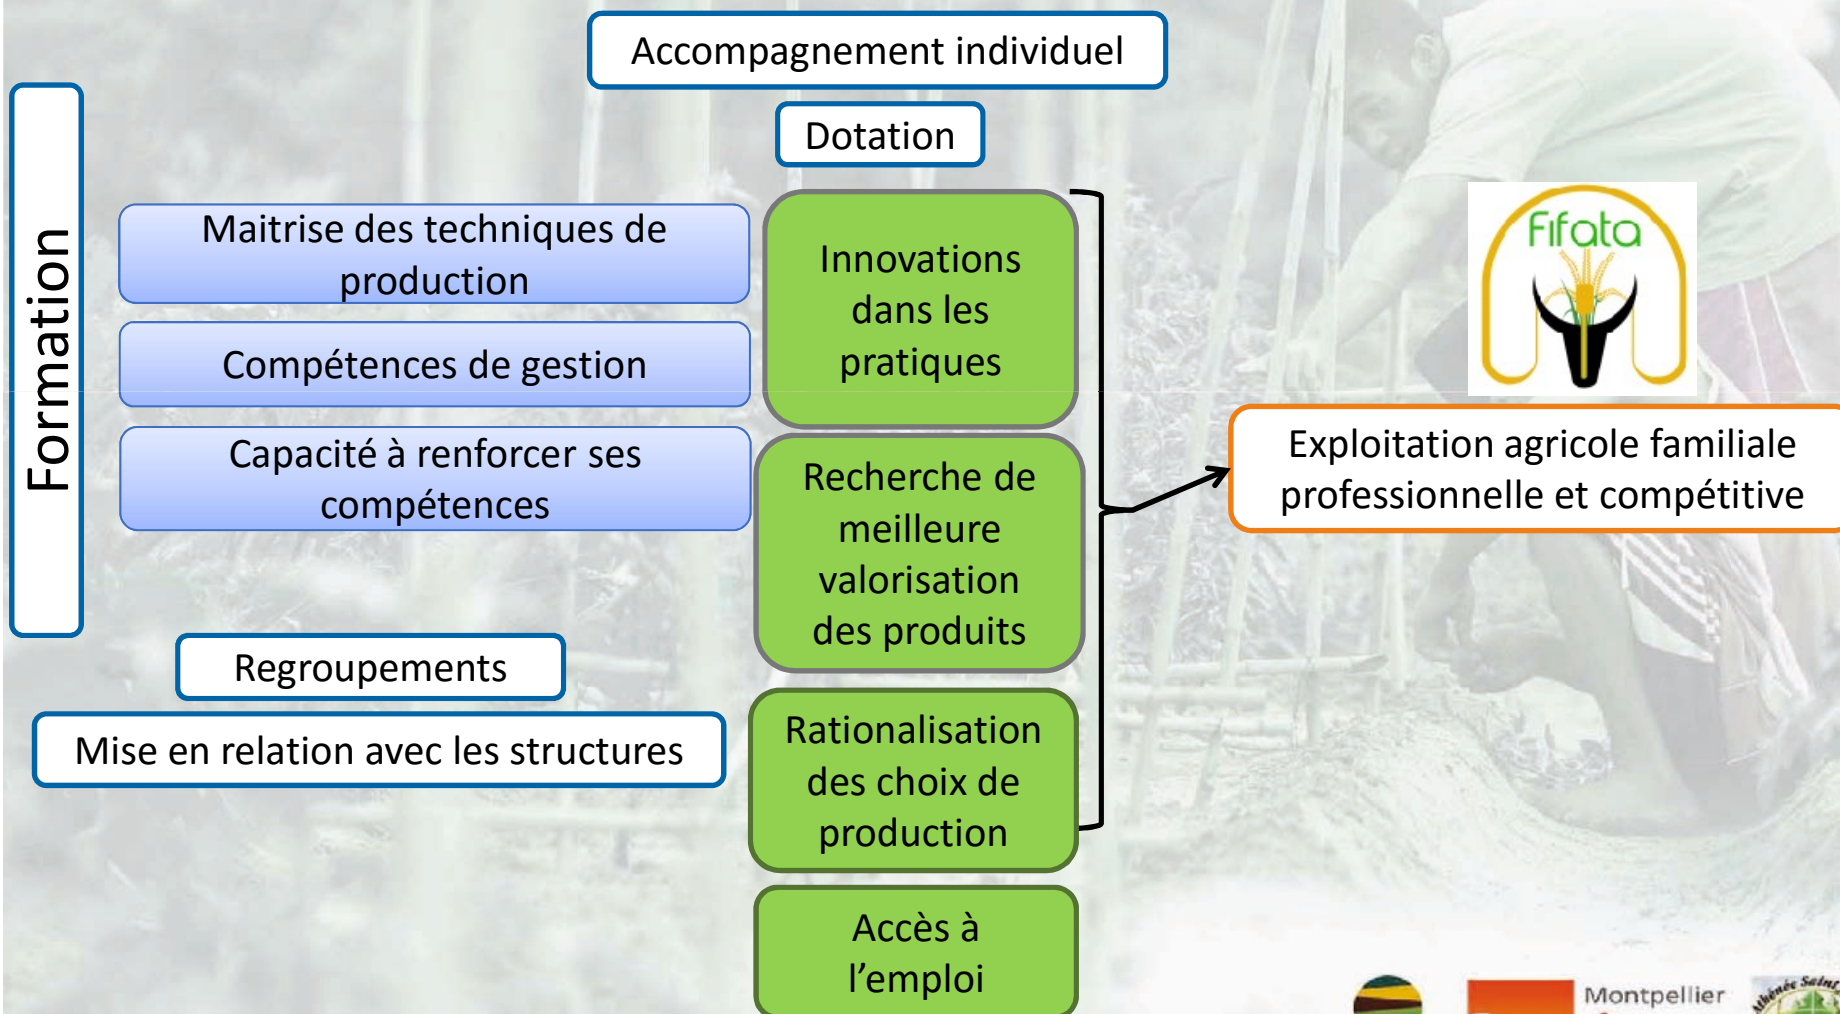 Accompagnement individuel
Dotation
Formation
Maitrise des techniques de
production
Compétences de gestion
Capacité à renforcer ses
compétences
Regroupements
Mise en relation avec les structures
Innovations
dans les
pratiques
Recherche de
meilleure
valorisation
des produits
Rationalisation
des choix de
production
Accès à
l’emploi
Fifata
Exploitation agricole familiale
professionnelle et compétitive
Montpellier